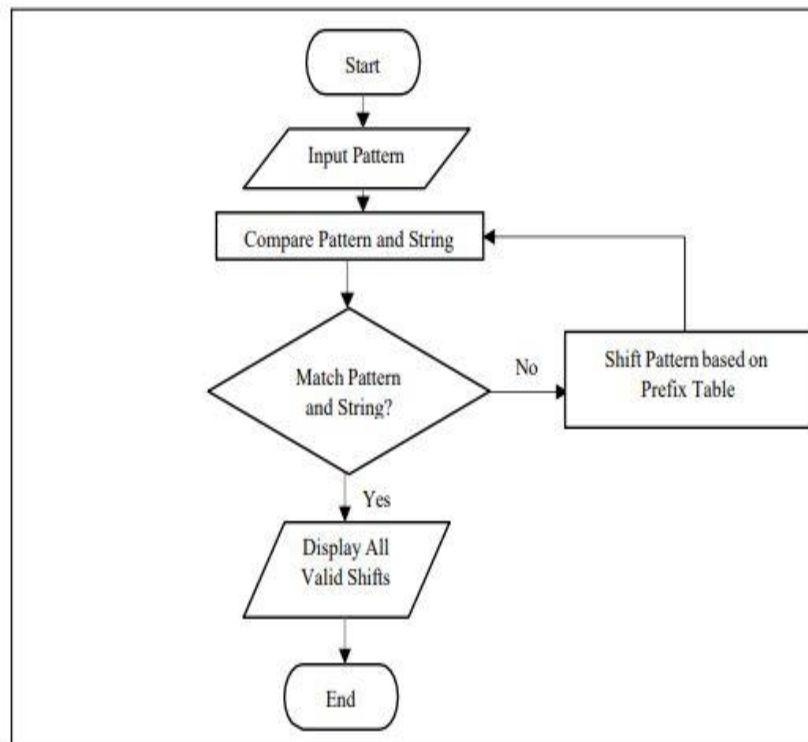 Start
Input Pattern
Compare Pattern and String
Match Pattern
and String?
No
Shift Pattern based on
Prefix Table
Yes
Display All
Valid Shifts
End